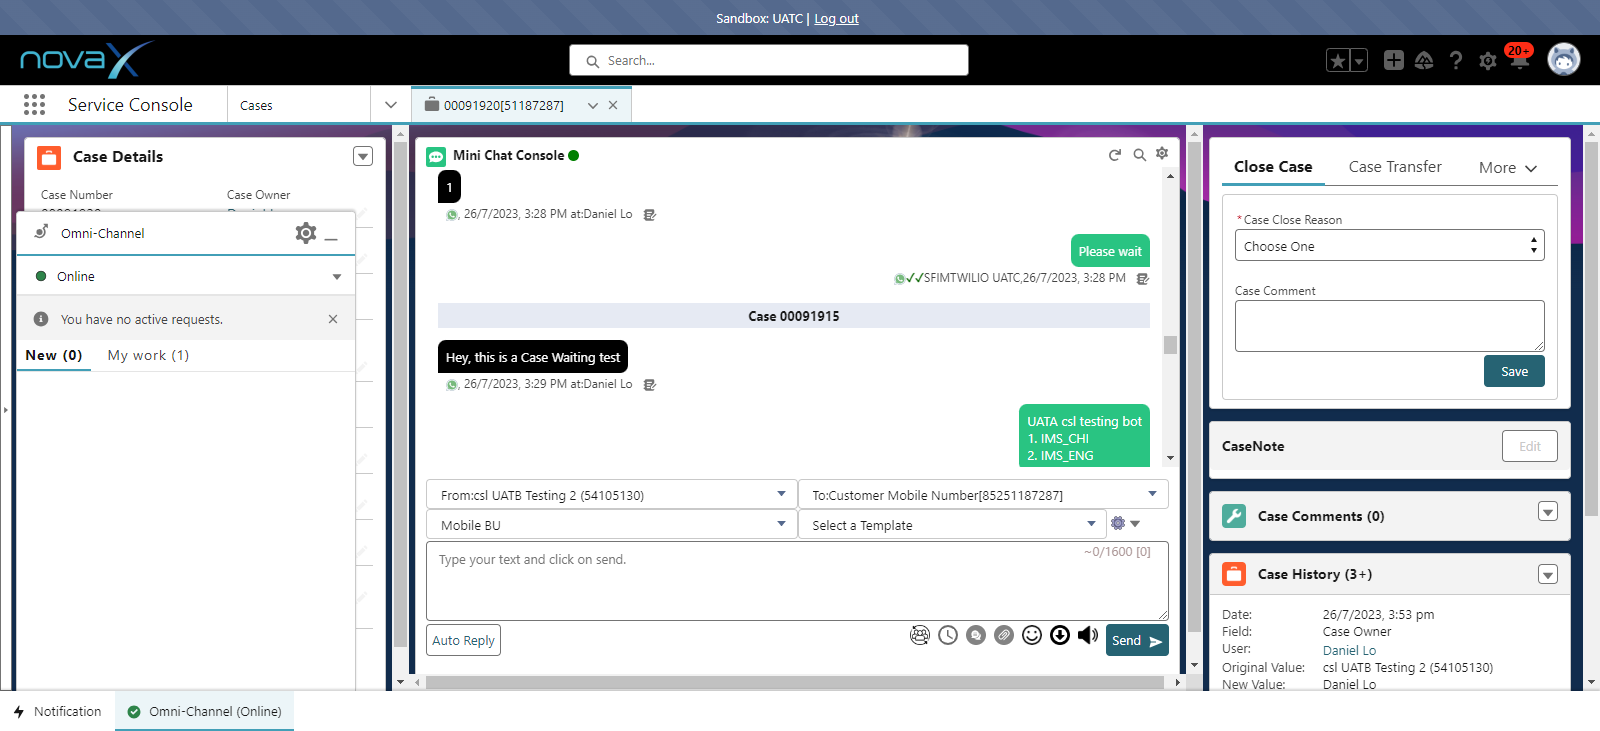 Sandbox: UATC | Log out
novaX
Search...
20+
Service Console
Cases
00091920[51187287]
Case Details
Case Number
Case Owner
Omni-Channel
Online
You have no active requests.
New (0)
My work (1)
Mini Chat Console
1
, 26/7/2023, 3:28 PM at:Daniel Lo
Please wait
SFIMTWILIO UATC,26/7/2023, 3:28 PM
Case 00091915
Hey, this is a Case Waiting test
, 26/7/2023, 3:29 PM at:Daniel Lo
UATA csl testing bot
1. IMS_CHI
2. IMS_ENG
From:csl UATB Testing 2 (54105130)
To:Customer Mobile Number[85251187287]
Mobile BU
Select a Template
Type your text and click on send.
~0/1600 [0]
Auto Reply
Send
Close Case
Case Transfer
More
*Case Close Reason
Choose One
Case Comment
Save
CaseNote
Edit
Case Comments (0)
Case History (3+)
Date: 26/7/2023, 3:53 pm
Field: Case Owner
User: Daniel Lo
Original Value: csl UATB Testing 2 (54105130)
New Value: Daniel Lo
Notification
Omni-Channel (Online)